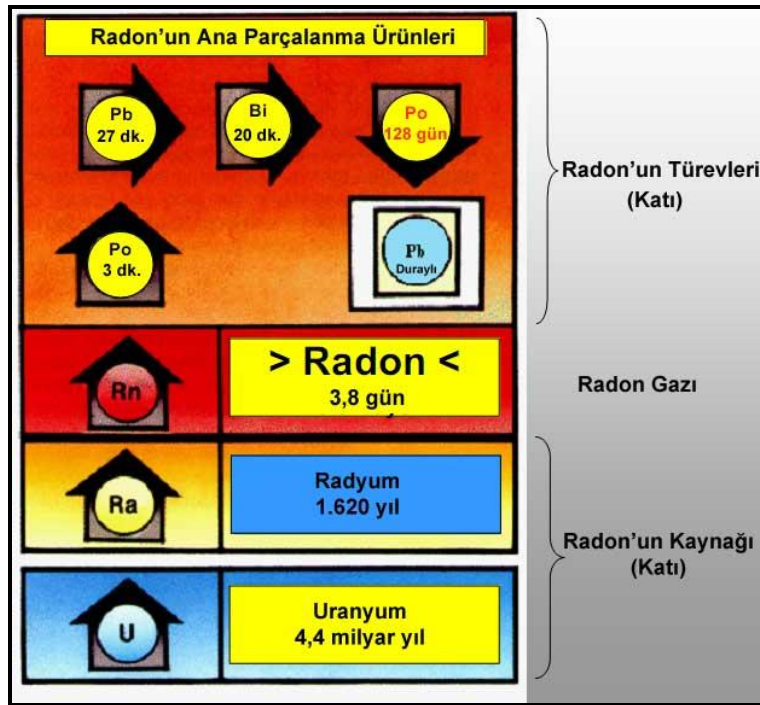 Radon'un Ana Parçalanma Ürünleri
Pb
27 dk.
Bi
20 dk.
Po
128 gün
Po
3 dk.
Pb
Duraylı
Radon'un Türevleri
(Katı)
Rn
> Radon <
3,8 gün
Radon Gazı
Ra
Radyum
1.620 yıl
Radon'un Kaynağı
(Katı)
U
Uranyum
4,4 milyar yıl